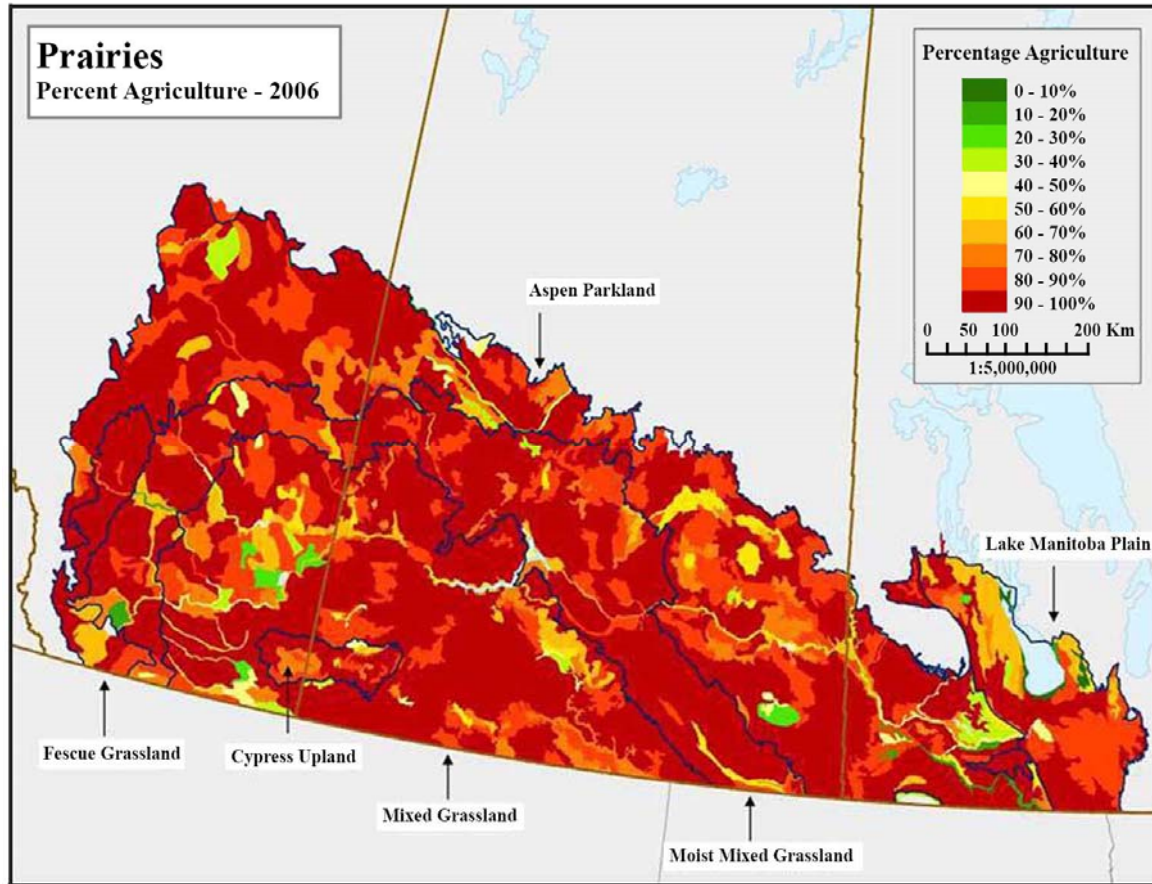 Prairies
Percent Agriculture - 2006
Percentage Agriculture
0 - 10%
10 - 20%
20 - 30%
30 - 40%
40 - 50%
50 - 60%
60 - 70%
70 - 80%
80 - 90%
90 - 100%
0 50 100 200 Km
1:5,000,000
Aspen Parkland
Lake Manitoba Plain
Fescue Grassland
Cypress Upland
Mixed Grassland
Moist Mixed Grassland